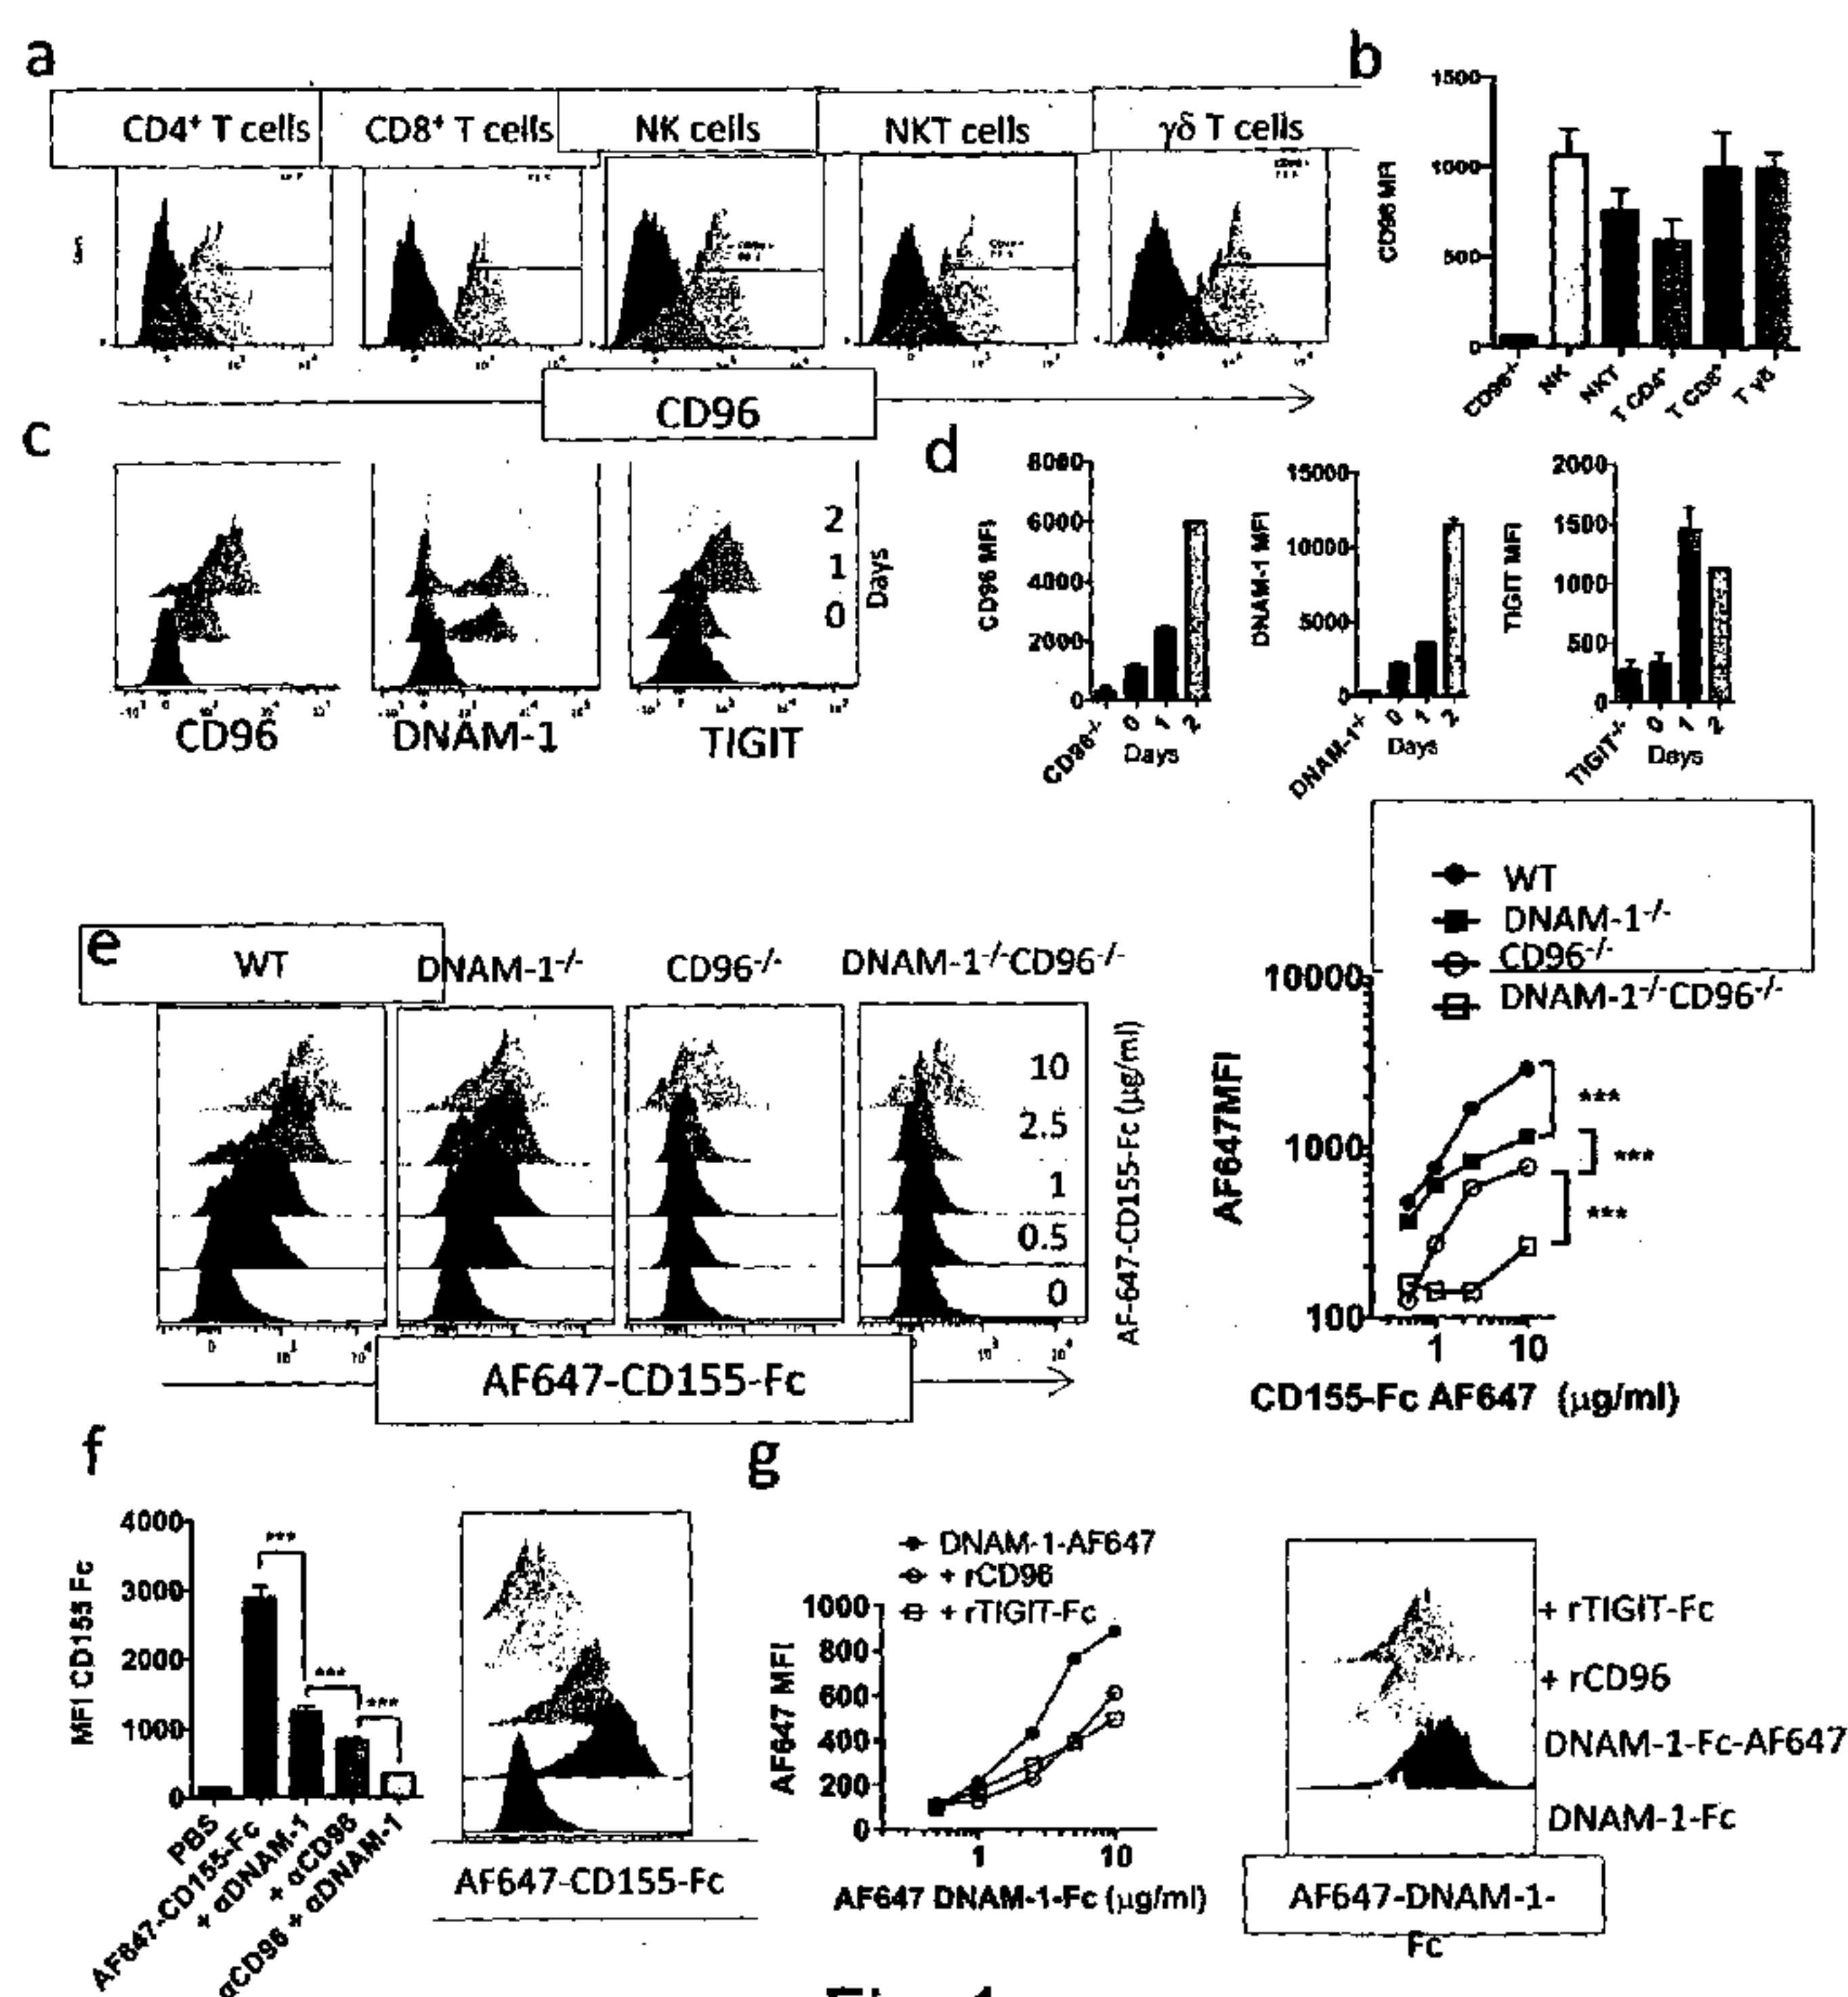 a
CD4⁺ T cells
CD8⁺ T cells
NK cells
NKT cells
γδ T cells
CD96
b
1500
1000
500
0
CD96 MFI
CD96-/-
NK
NKT
T CD4⁺
T CD8⁺
T γδ
c
2
1
0
Days
CD96
DNAM-1
TIGIT
d
8000
6000
4000
2000
0
CD96 MFI
CD96-/-
0
1
2
Days
15000
10000
5000
0
DNAM-1 MFI
0
1
2
Days
2000
1500
1000
500
0
TIGIT MFI
TIGIT-/-
0
1
2
Days
e
WT
DNAM-1-/-
CD96-/-
DNAM-1-/-CD96-/-
10
2.5
1
0.5
0
AF-647-CD155-Fc (µg/ml)
AF647-CD155-Fc
WT
DNAM-1-/-
CD96-/-
DNAM-1-/-CD96-/-
10000
1000
100
AF647MFI
***
***
***
1
10
CD155-Fc AF647 (µg/ml)
f
4000
3000
2000
1000
0
MFI CD155 Fc
***
***
***
PBS
AF647-CD155-Fc
+ αDNAM-1
+ αCD96
αCD96 + αDNAM-1
AF647-CD155-Fc
g
DNAM-1-AF647
+ rCD96
+ rTIGIT-Fc
1000
800
600
400
200
0
AF647 MFI
1
10
AF647 DNAM-1-Fc (µg/ml)
+ rTIGIT-Fc
+ rCD96
DNAM-1-Fc-AF647
DNAM-1-Fc
AF647-DNAM-1-
Fc